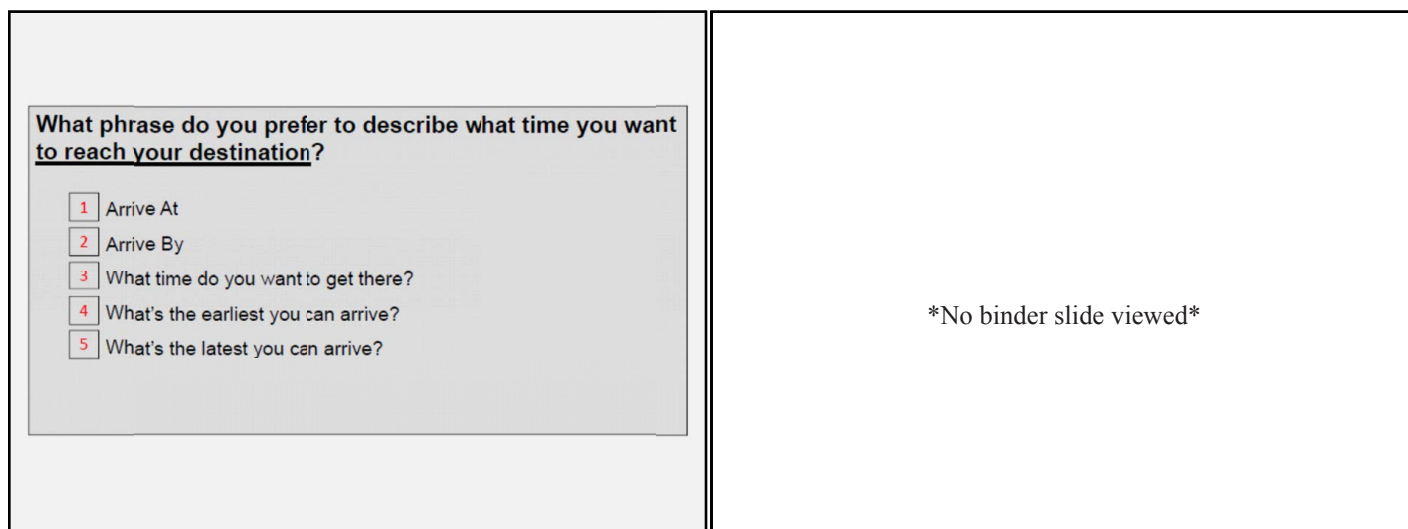 What phrase do you prefer to describe what time you want
to reach your destination?
1 Arrive At
2 Arrive By
3 What time do you want to get there?
4 What's the earliest you can arrive?
5 What's the latest you can arrive?
*No binder slide viewed*